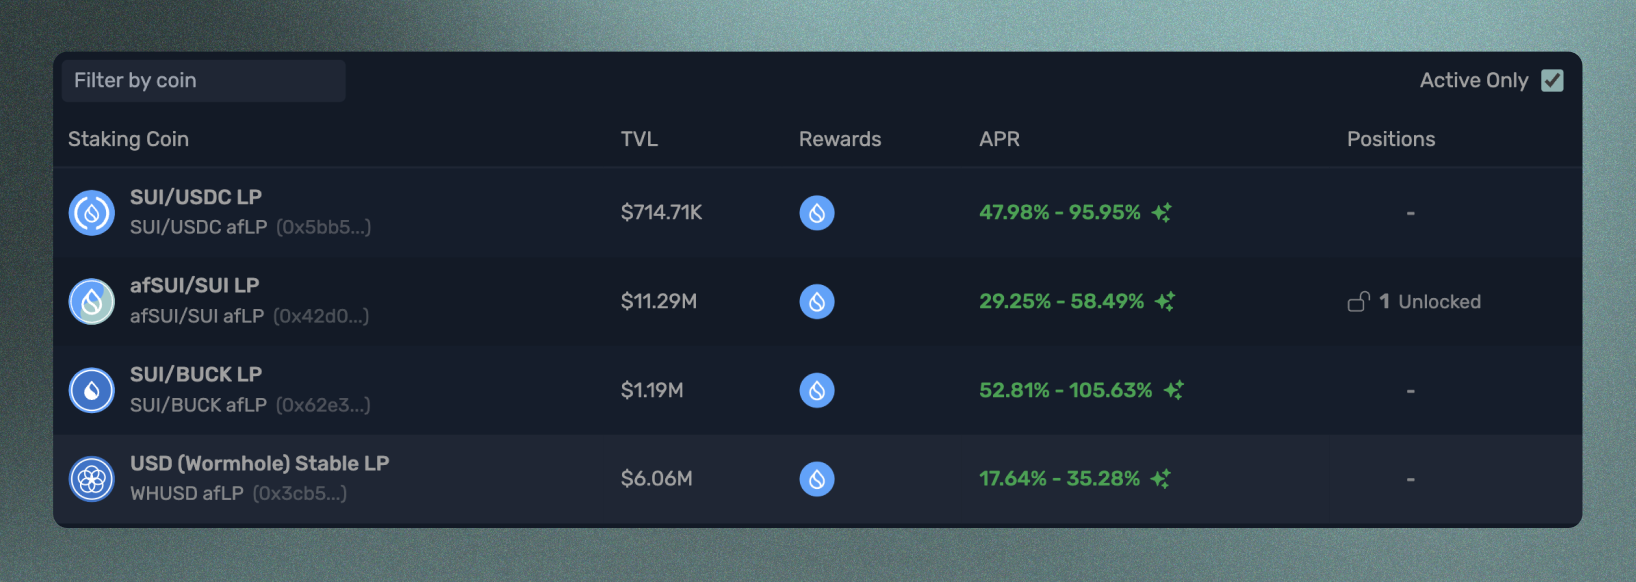 Filter by coin
Active Only
Staking Coin TVL Rewards APR Positions
SUI/USDC LP
SUI/USDC afLP (0x5bb5...)
$714.71K 47.98% - 95.95% -
afSUI/SUI LP
afSUI/SUI afLP (0x42d0...)
$11.29M 29.25% - 58.49% 1 Unlocked
SUI/BUCK LP
SUI/BUCK afLP (0x62e3...)
$1.19M 52.81% - 105.63% -
USD (Wormhole) Stable LP
WHUSD afLP (0x3cb5...)
$6.06M 17.64% - 35.28% -